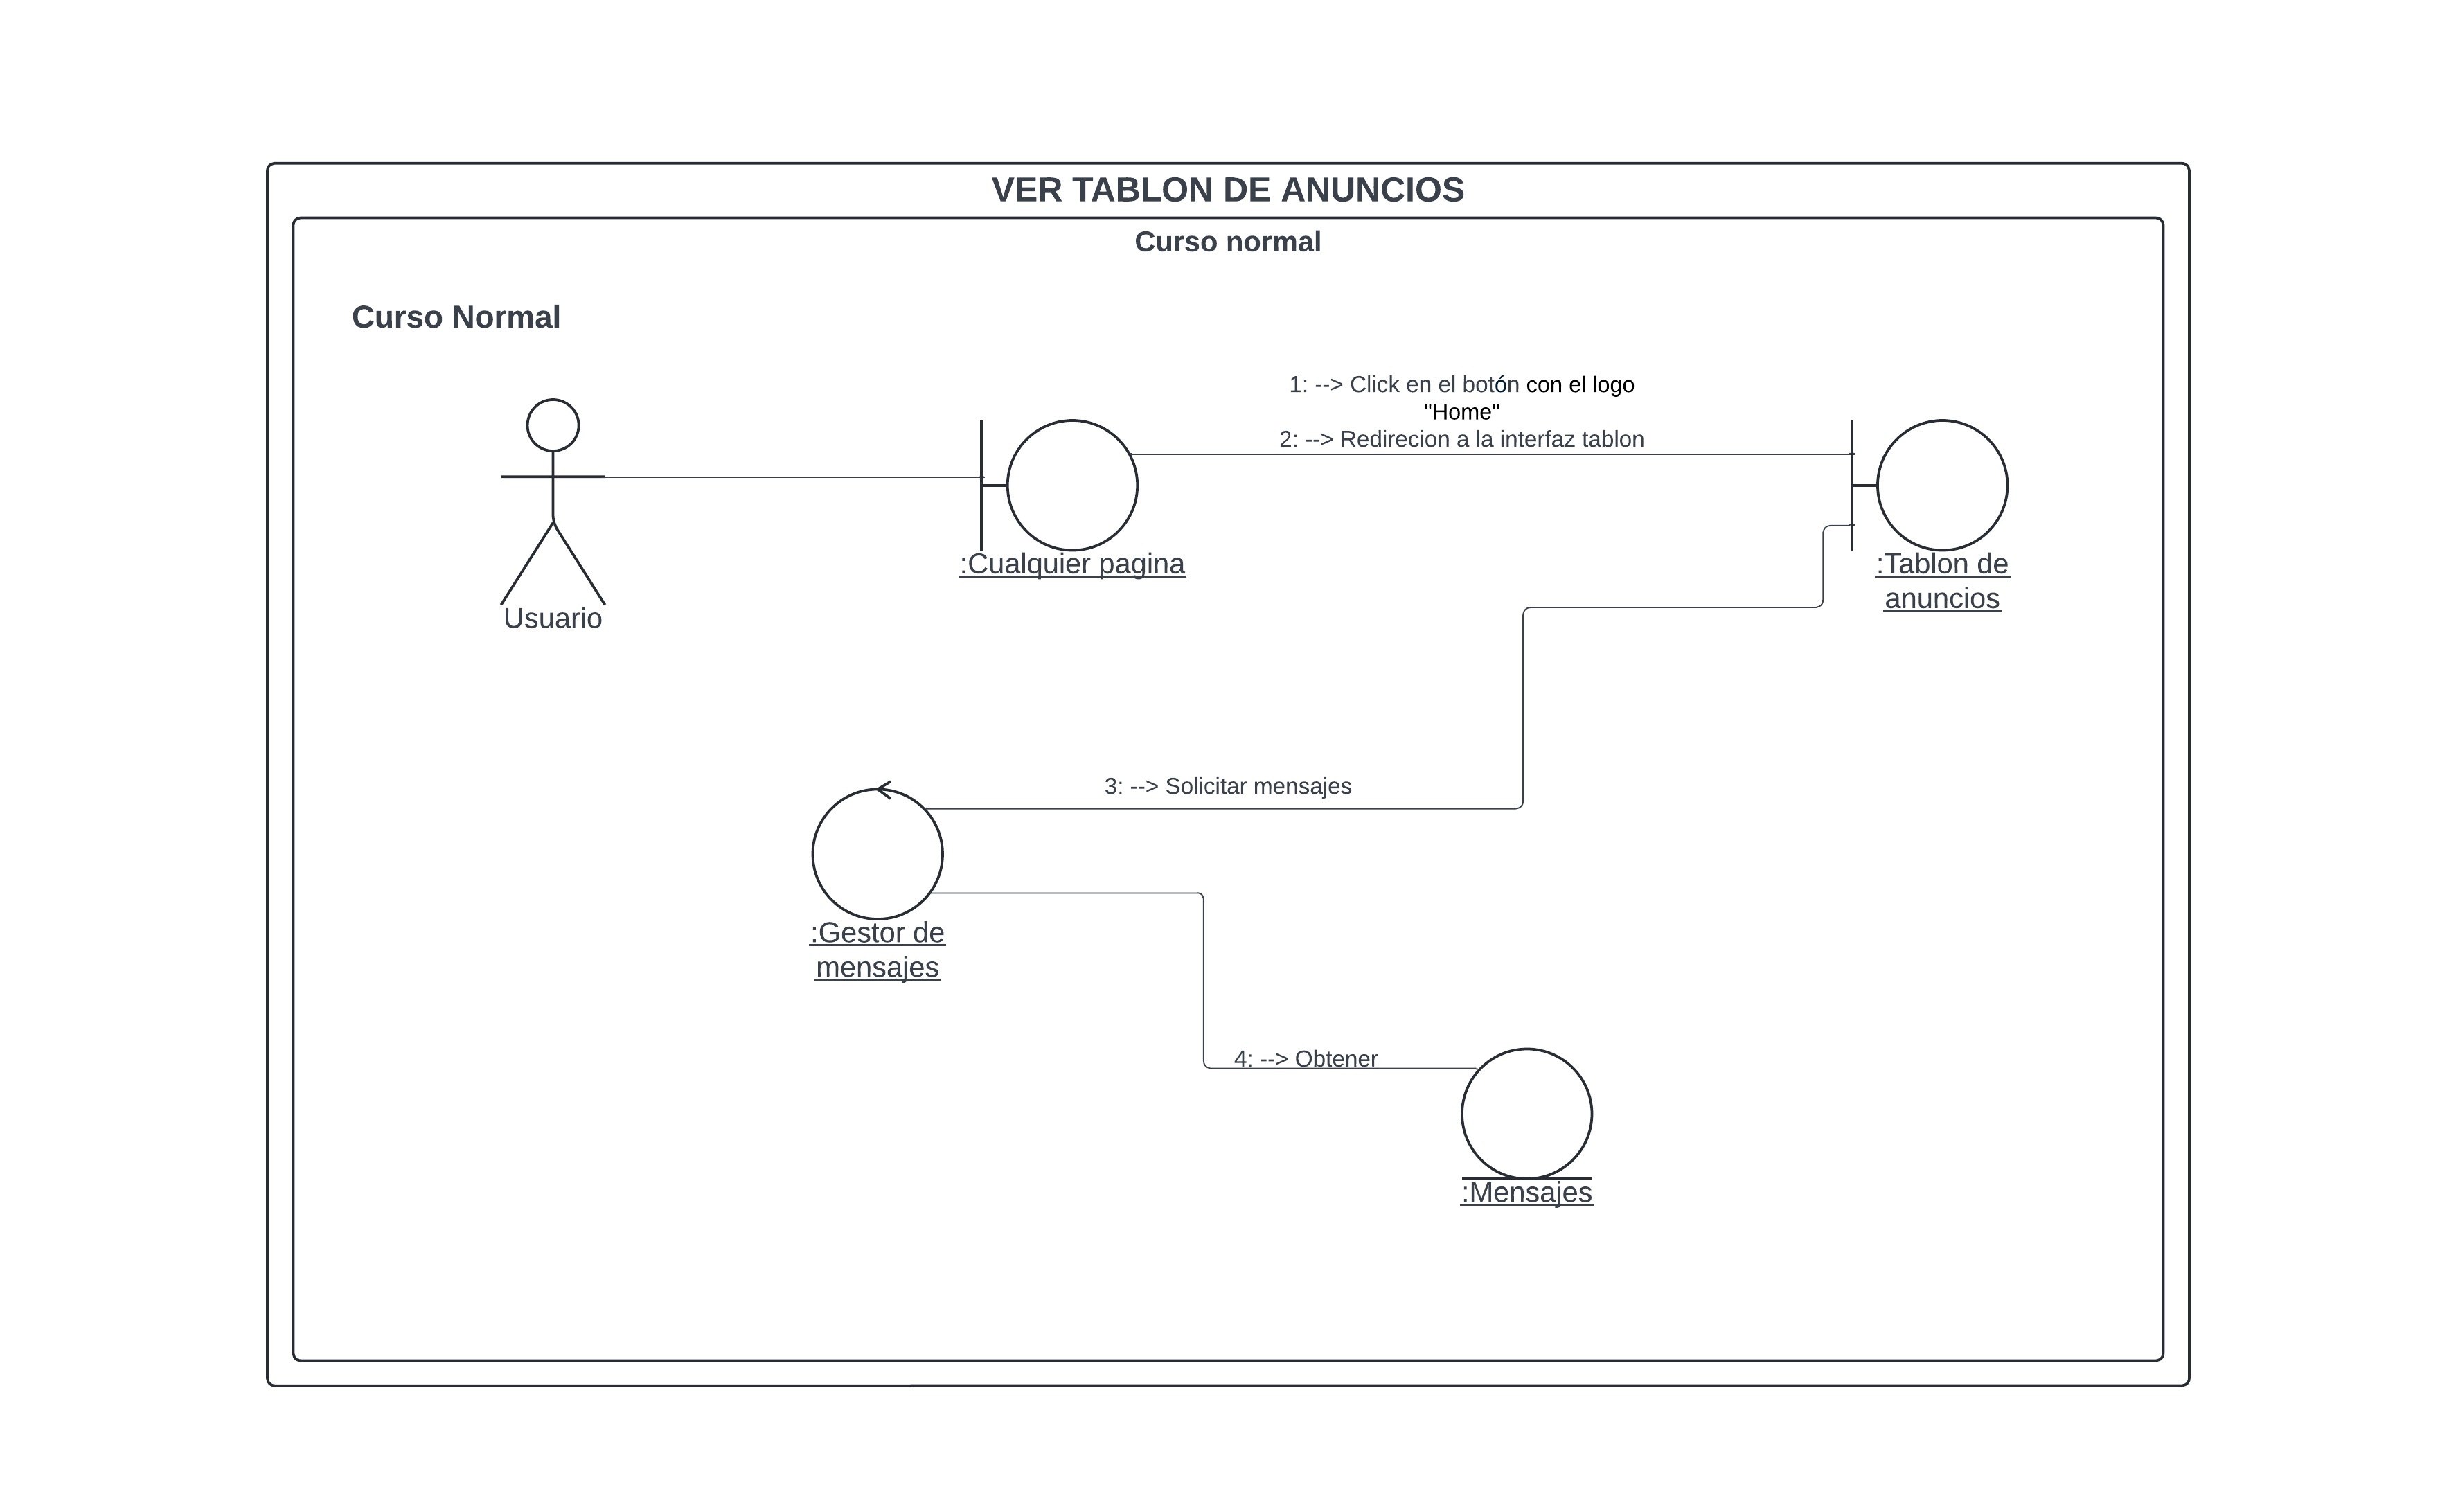 VER TABLON DE ANUNCIOS
Curso normal
Curso Normal
1: --> Click en el botón con el logo
"Home"
2: --> Redirecion a la interfaz tablon
:Cualquier pagina
:Tablon de
anuncios
Usuario
3: --> Solicitar mensajes
:Gestor de
mensajes
4: --> Obtener
:Mensajes